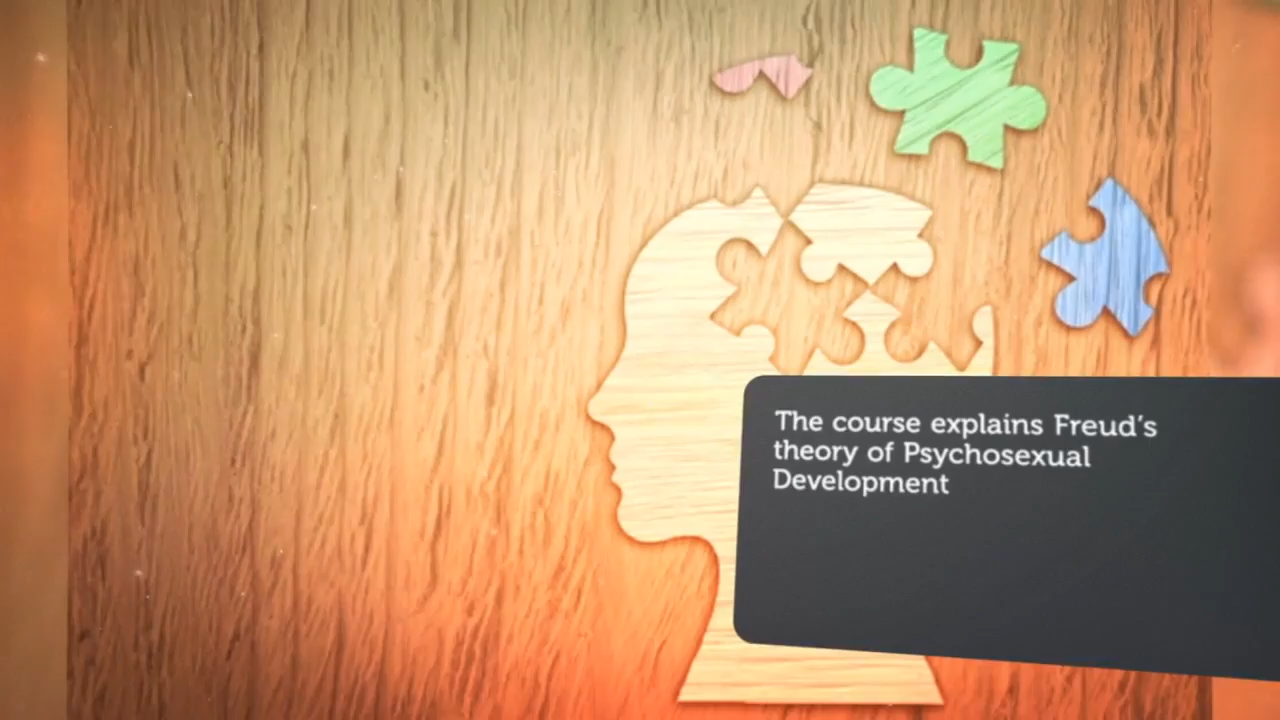 The course explains Freud’s
theory of Psychosexual
Development